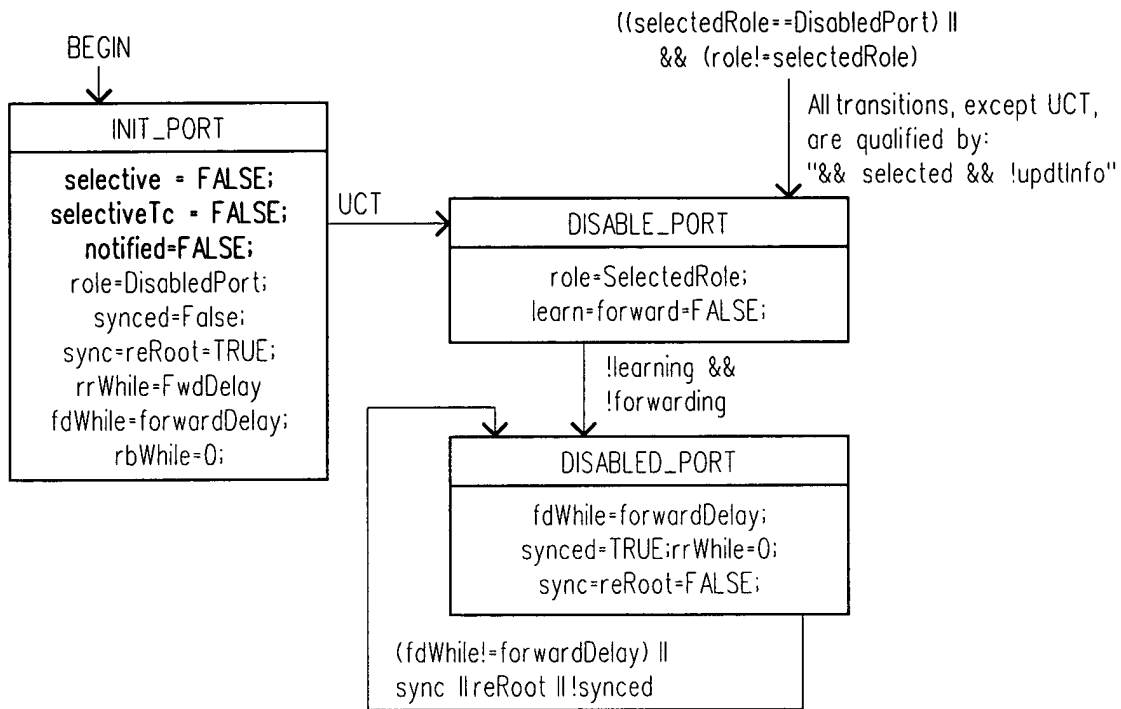 BEGIN
INIT_PORT
selective = FALSE;
selectiveTc = FALSE;
notified=FALSE;
role=DisabledPort;
synced=False;
sync=reRoot=TRUE;
rrWhile=FwdDelay
fdWhile=forwardDelay;
rbWhile=0;
UCT
((selectedRole==DisabledPort) ||
&& (role!=selectedRole)
All transitions, except UCT,
are qualified by:
"&& selected && !updtInfo"
DISABLE_PORT
role=SelectedRole;
learn=forward=FALSE;
!learning &&
!forwarding
DISABLED_PORT
fdWhile=forwardDelay;
synced=TRUE;rrWhile=0;
sync=reRoot=FALSE;
(fdWhile!=forwardDelay) ||
sync ||reRoot || !synced